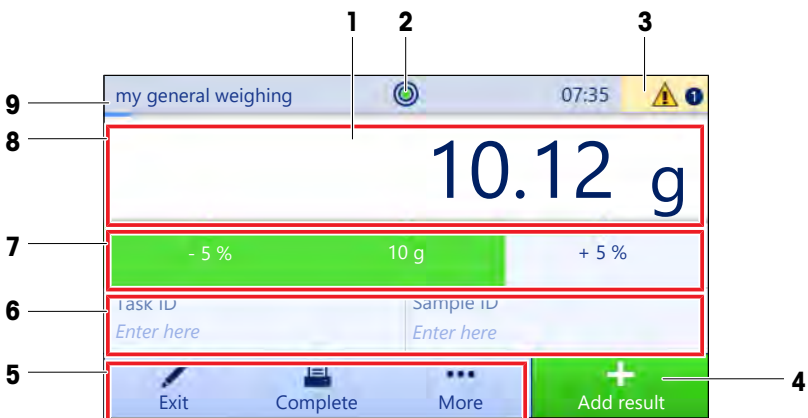 1 2 3
9 my general weighing 07:35 1
8 10.12 g
7 - 5 % 10 g + 5 %
6 Task ID Sample ID
Enter here Enter here
5 4
Exit Complete More Add result